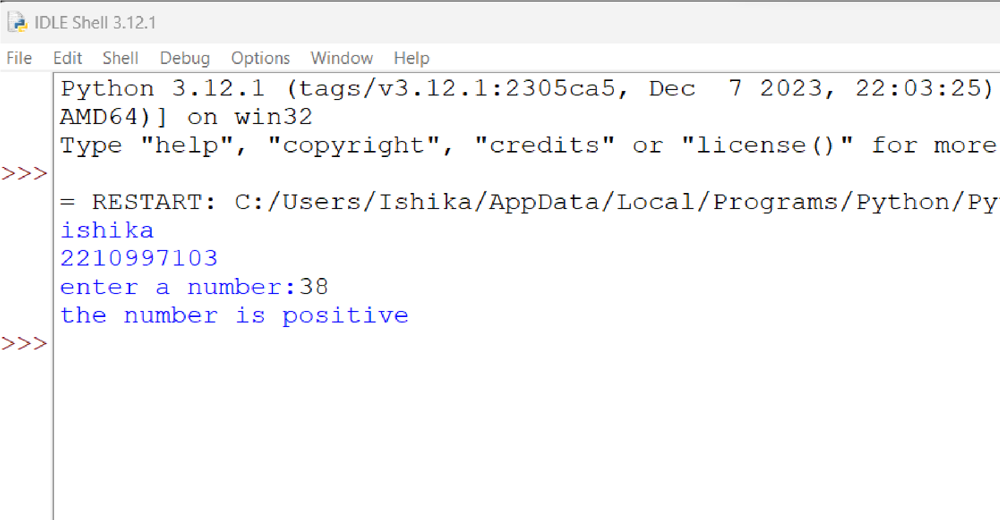 IDLE Shell 3.12.1
File Edit Shell Debug Options Window Help
Python 3.12.1 (tags/v3.12.1:2305ca5, Dec  7 2023, 22:03:25)
AMD64)] on win32
Type "help", "copyright", "credits" or "license()" for more
>>>
= RESTART: C:/Users/Ishika/AppData/Local/Programs/Python/Py
ishika
2210997103
enter a number:38
the number is positive
>>>